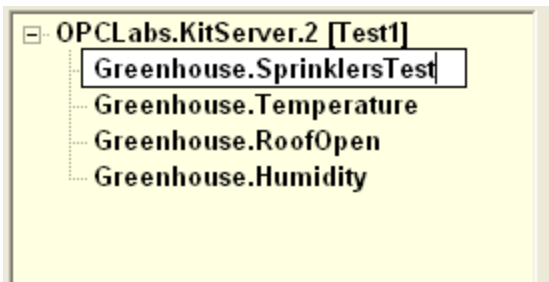 OPCLabs.KitServer.2 [Test1]
Greenhouse.SprinklersTest
Greenhouse.Temperature
Greenhouse.RoofOpen
Greenhouse.Humidity